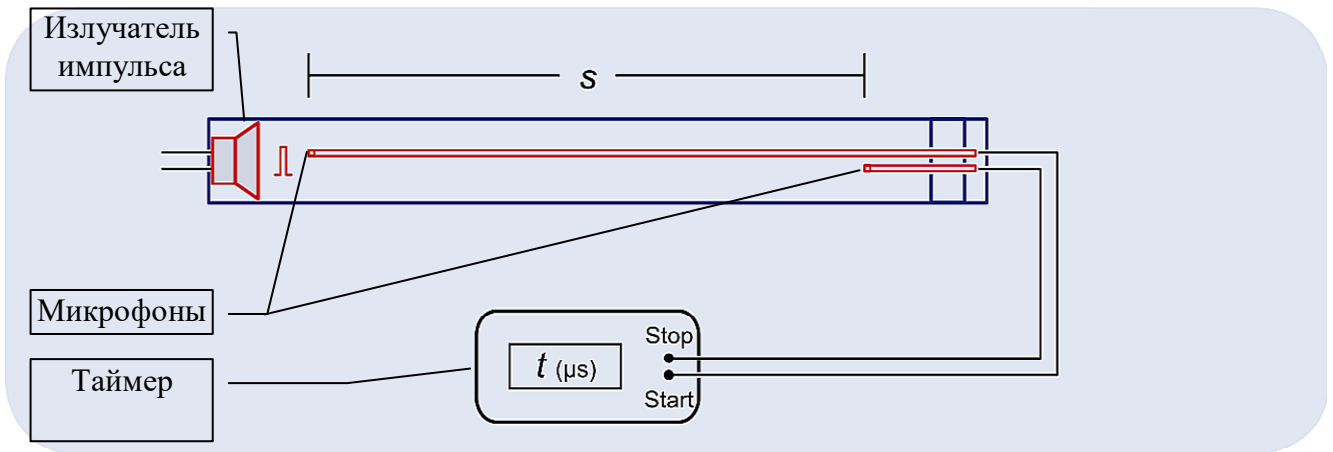 Излучатель
импульса
s
Микрофоны
Таймер
Stop
t (µs)
Start